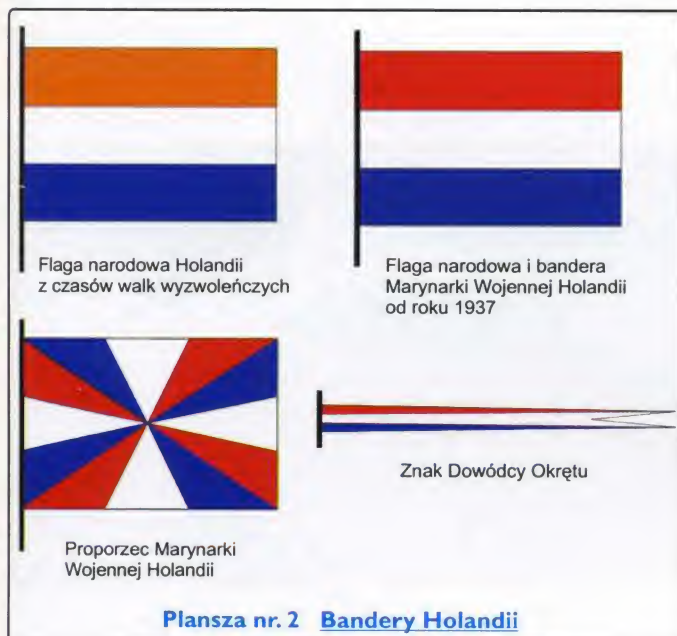 Flaga narodowa Holandii
z czasów walk wyzwoleńczych
Flaga narodowa i bandera
Marynarki Wojennej Holandii
od roku 1937
Znak Dowódcy Okrętu
Proporzec Marynarki
Wojennej Holandii
Plansza nr. 2 Bandery Holandii